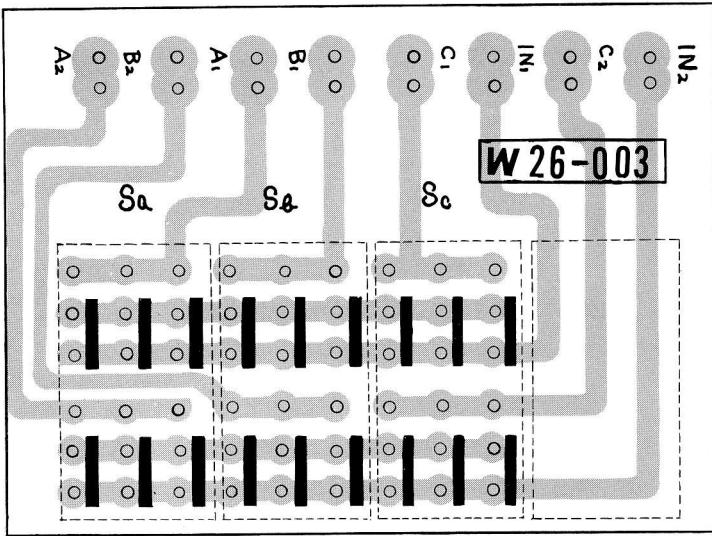 A₂ B₂ A₁ B₁ C₁ IN₁ C₂ IN₂
W 26-003
Sa Sb Sc